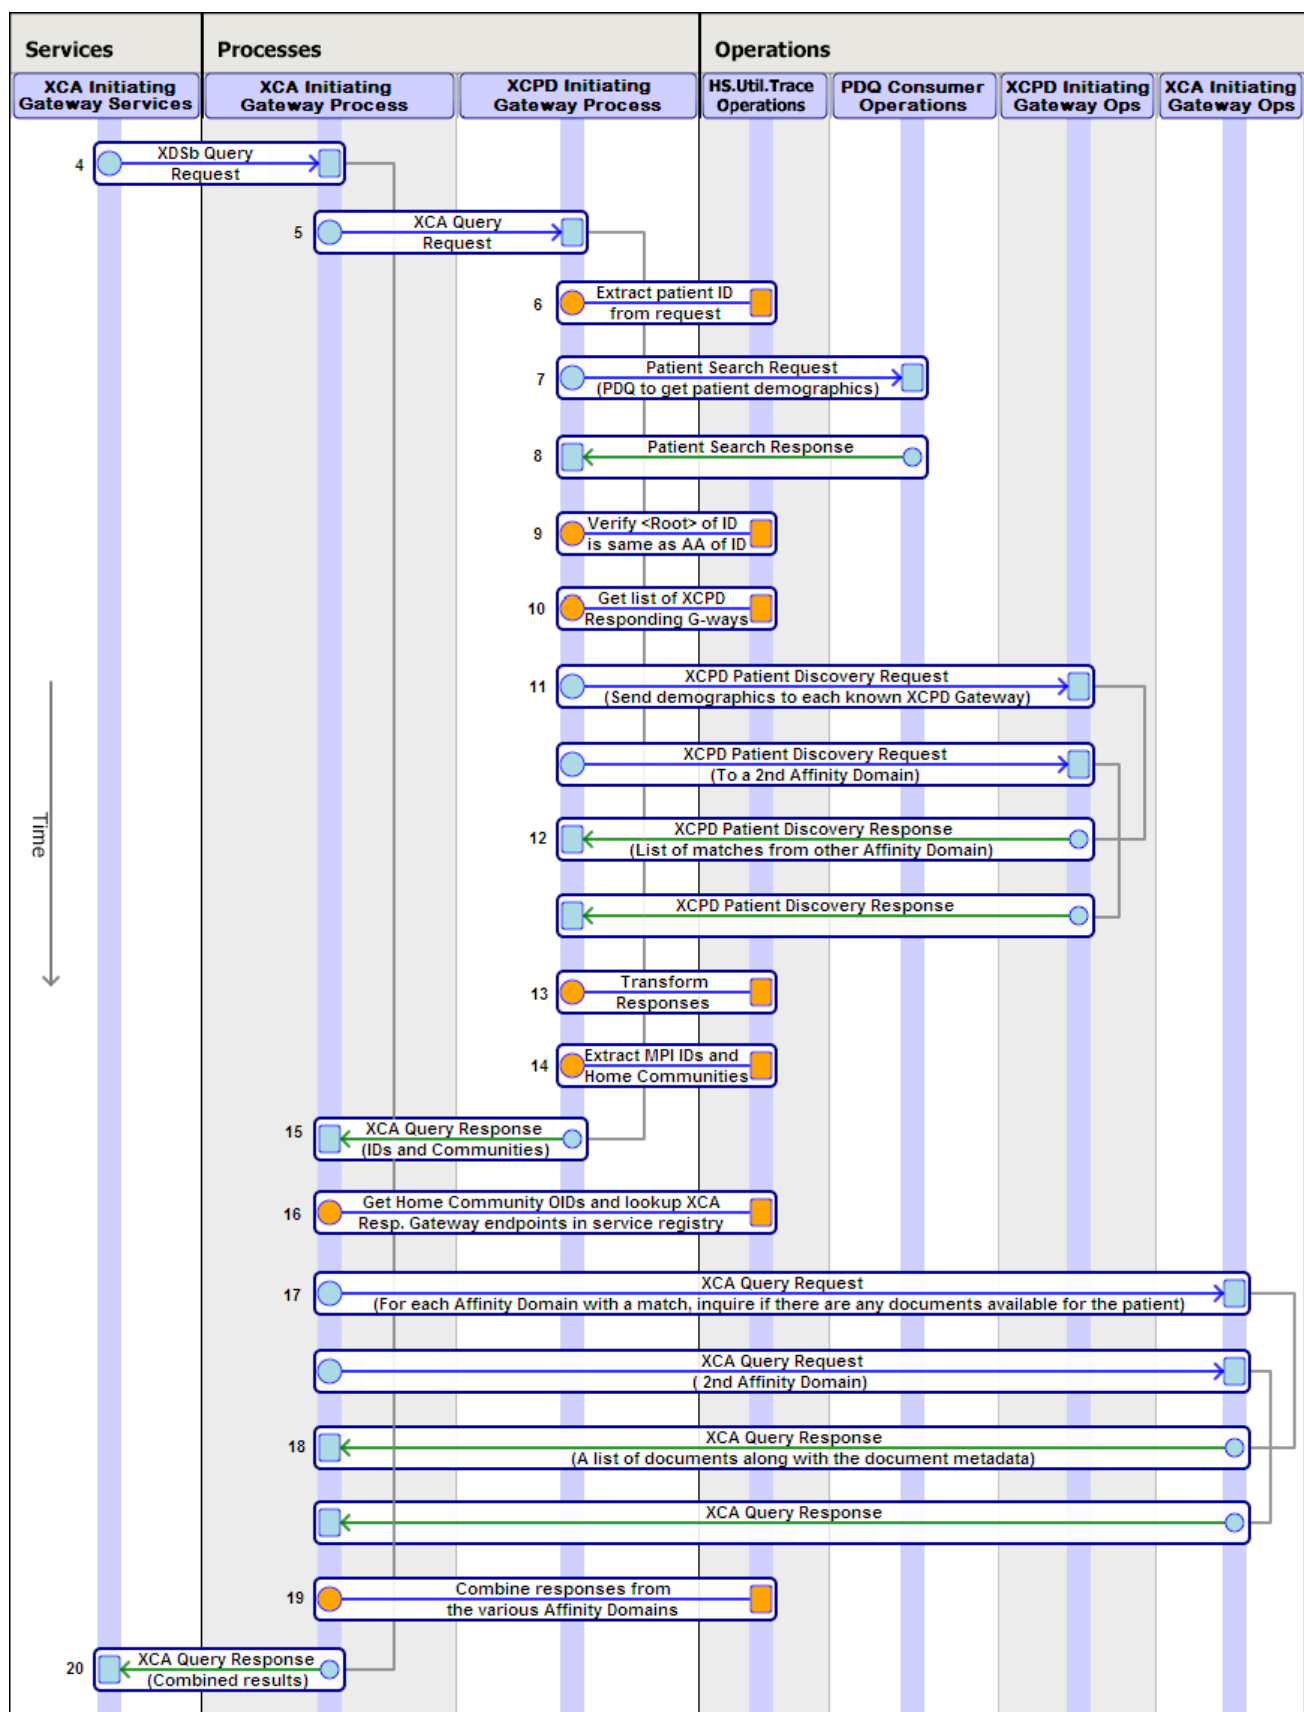 Services
Processes
Operations
XCA Initiating
Gateway Services
XCA Initiating
Gateway Process
XCPD Initiating
Gateway Process
HS.Util.Trace
Operations
PDQ Consumer
Operations
XCPD Initiating
Gateway Ops
XCA Initiating
Gateway Ops
4
XDSb Query
Request
5
XCA Query
Request
6
Extract patient ID
from request
7
Patient Search Request
(PDQ to get patient demographics)
8
Patient Search Response
9
Verify <Root> of ID
is same as AA of ID
10
Get list of XCPD
Responding G-ways
11
XCPD Patient Discovery Request
(Send demographics to each known XCPD Gateway)
XCPD Patient Discovery Request
(To a 2nd Affinity Domain)
Time
12
XCPD Patient Discovery Response
(List of matches from other Affinity Domain)
XCPD Patient Discovery Response
13
Transform
Responses
14
Extract MPI IDs and
Home Communities
15
XCA Query Response
(IDs and Communities)
16
Get Home Community OIDs and lookup XCA
Resp. Gateway endpoints in service registry
17
XCA Query Request
(For each Affinity Domain with a match, inquire if there are any documents available for the patient)
XCA Query Request
( 2nd Affinity Domain)
18
XCA Query Response
(A list of documents along with the document metadata)
XCA Query Response
19
Combine responses from
the various Affinity Domains
20
XCA Query Response
(Combined results)